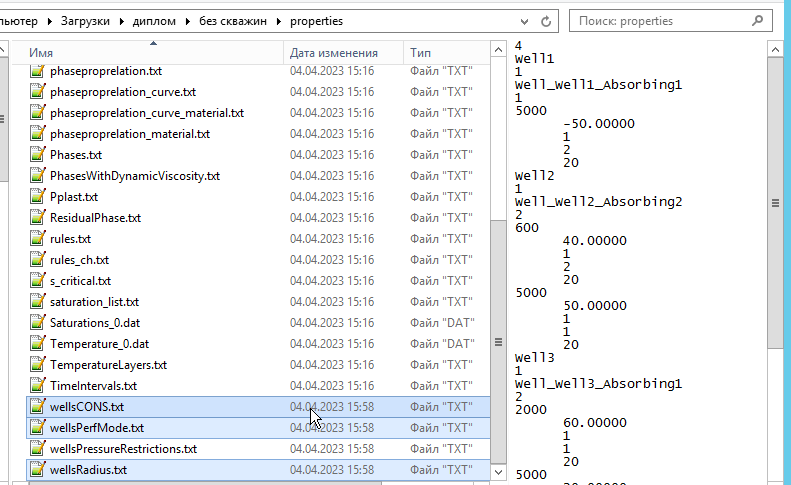 пьютер ▸ Загрузки ▸ диплом ▸ без скважин ▸ properties
Поиск: properties
Имя Дата изменения Тип
phaseproprelation.txt 04.04.2023 15:16 Файл "TXT"
phaseproprelation_curve.txt 04.04.2023 15:16 Файл "TXT"
phaseproprelation_curve_material.txt 04.04.2023 15:16 Файл "TXT"
phaseproprelation_material.txt 04.04.2023 15:16 Файл "TXT"
Phases.txt 04.04.2023 15:16 Файл "TXT"
PhasesWithDynamicViscosity.txt 04.04.2023 15:16 Файл "TXT"
Pplast.txt 04.04.2023 15:16 Файл "TXT"
ResidualPhase.txt 04.04.2023 15:16 Файл "TXT"
rules.txt 04.04.2023 15:16 Файл "TXT"
rules_ch.txt 04.04.2023 15:16 Файл "TXT"
s_critical.txt 04.04.2023 15:16 Файл "TXT"
saturation_list.txt 04.04.2023 15:16 Файл "TXT"
Saturations_0.dat 04.04.2023 15:16 Файл "DAT"
Temperature_0.dat 04.04.2023 15:16 Файл "DAT"
TemperatureLayers.txt 04.04.2023 15:16 Файл "TXT"
TimeIntervals.txt 04.04.2023 15:16 Файл "TXT"
wellsCONS.txt 04.04.2023 15:58 Файл "TXT"
wellsPerfMode.txt 04.04.2023 15:58 Файл "TXT"
wellsPressureRestrictions.txt 04.04.2023 15:58 Файл "TXT"
wellsRadius.txt 04.04.2023 15:58 Файл "TXT"
4
Well1
1
Well_Well1_Absorbing1
1
5000
-50.00000
1
2
20
Well2
1
Well_Well2_Absorbing2
2
600
40.00000
1
2
20
5000
50.00000
1
1
20
Well3
1
Well_Well3_Absorbing1
2
2000
60.00000
1
1
20
5000